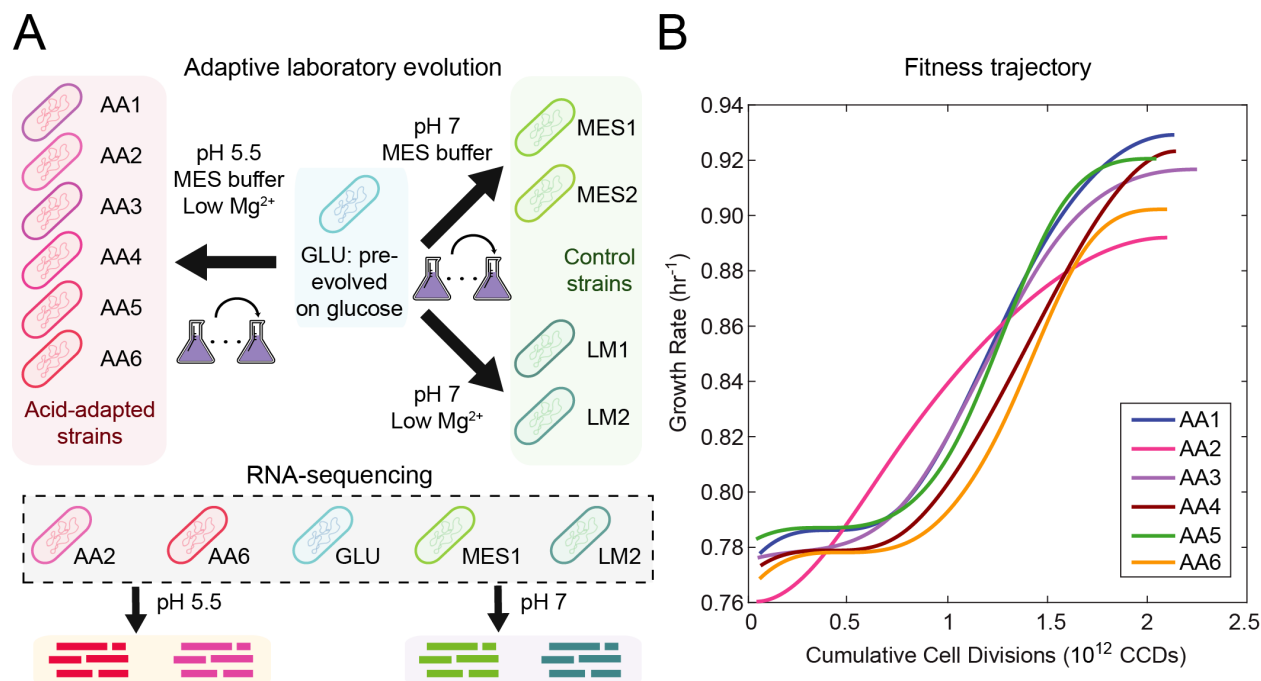 A
Adaptive laboratory evolution
AA1
AA2
AA3
AA4
AA5
AA6
Acid-adapted
strains
pH 5.5
MES buffer
Low Mg²⁺
GLU: pre-
evolved
on glucose
pH 7
MES buffer
pH 7
Low Mg²⁺
MES1
MES2
Control
strains
LM1
LM2
RNA-sequencing
AA2
AA6
GLU
MES1
LM2
pH 5.5
pH 7
B
Fitness trajectory
Growth Rate (hr⁻¹)
0.94
0.92
0.90
0.88
0.86
0.84
0.82
0.80
0.78
0.76
0
0.5
1
1.5
2
2.5
Cumulative Cell Divisions (10¹² CCDs)
AA1
AA2
AA3
AA4
AA5
AA6